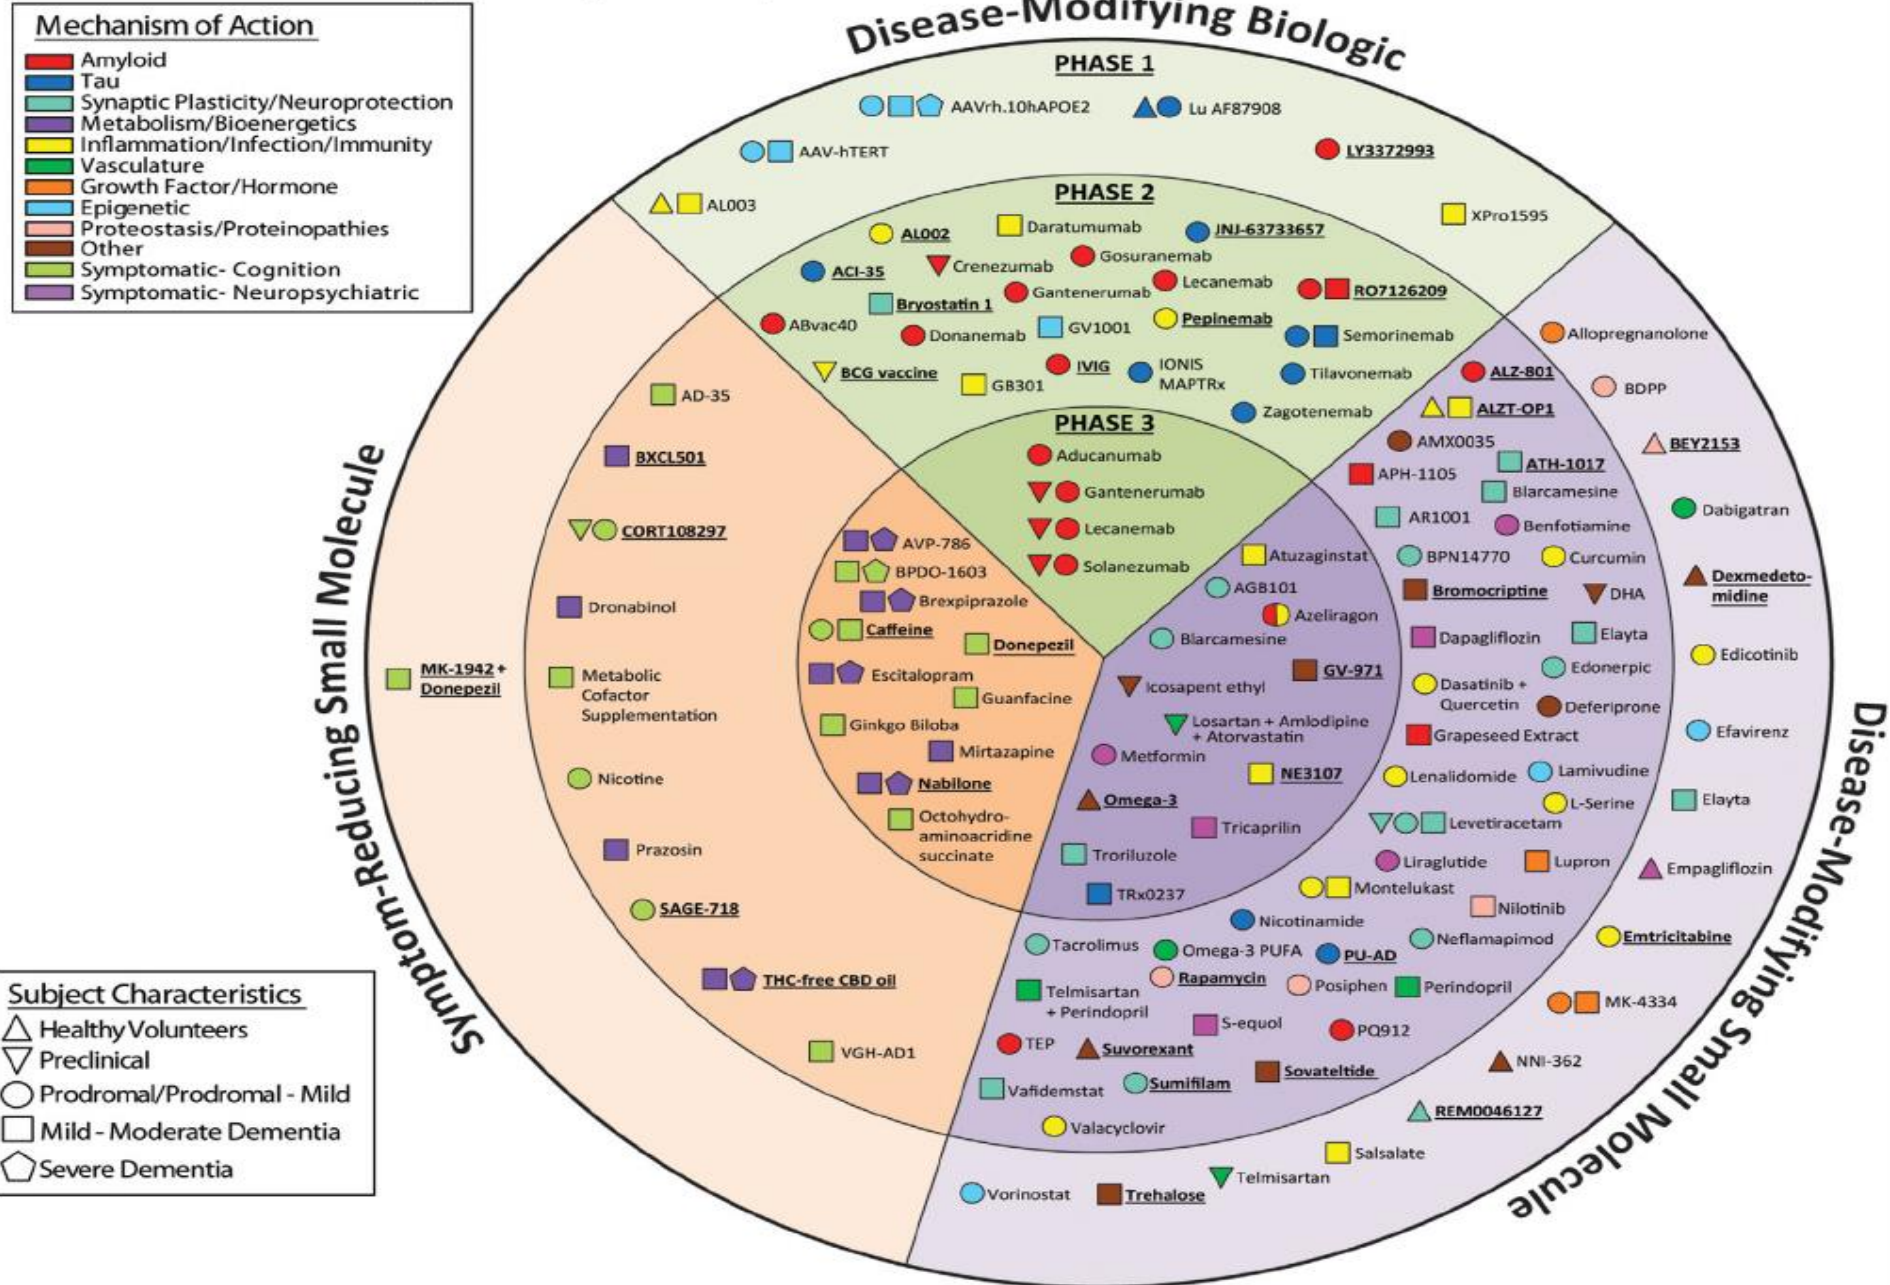 Mechanism of Action
Amyloid
Tau
Synaptic Plasticity/Neuroprotection
Metabolism/Bioenergetics
Inflammation/Infection/Immunity
Vasculature
Growth Factor/Hormone
Epigenetic
Proteostasis/Proteinopathies
Other
Symptomatic- Cognition
Symptomatic- Neuropsychiatric
Disease-Modifying Biologic
PHASE 1
AAVrh.10hAPOE2
Lu AF87908
AAV-hTERT
LY3372993
AL003
XPro1595
PHASE 2
AL002
Daratumumab
JNJ-63733657
ACI-35
Crenezumab
Gosuranemab
Lecanemab
Gantenerumab
RO7126209
Bryostatin 1
ABvac40
Donanemab
GV1001
Pepinemab
Semorinemab
BCG vaccine
GB301
IVIG
IONIS
MAPTRx
Tilavonemab
Zagotenemab
PHASE 3
Aducanumab
Gantenerumab
Lecanemab
Solanezumab
Symptom-Reducing Small Molecule
MK-1942 +
Donepezil
AD-35
BXCL501
CORT108297
Dronabinol
Metabolic
Cofactor
Supplementation
Nicotine
Prazosin
SAGE-718
THC-free CBD oil
VGH-AD1
AVP-786
BPDO-1603
Brexpiprazole
Caffeine
Donepezil
Escitalopram
Guanfacine
Ginkgo Biloba
Mirtazapine
Nabilone
Octohydro-
aminoacridine
succinate
Disease-Modifying Small Molecule
Atuzaginstat
AGB101
Azeliragon
Blarcamesine
GV-971
Icosapent ethyl
Losartan + Amlodipine
+ Atorvastatin
Metformin
NE3107
Omega-3
Tricaprilin
Troriluzole
TRx0237
ALZ-801
ALZT-OP1
AMX0035
APH-1105
ATH-1017
Blarcamesine
AR1001
Benfotiamine
BPN14770
Curcumin
Bromocriptine
DHA
Dapagliflozin
Elayta
Edonerpic
Dasatinib +
Quercetin
Deferiprone
Grapeseed Extract
Lenalidomide
Lamivudine
L-Serine
Levetiracetam
Liraglutide
Lupron
Montelukast
Nilotinib
Nicotinamide
Neflamapimod
Tacrolimus
Omega-3 PUFA
PU-AD
Rapamycin
Posiphen
Perindopril
Telmisartan
+ Perindopril
S-equol
PQ912
TEP
Suvorexant
Sovateltide
Vafidemstat
Sumifilam
Valacyclovir
Allopregnanolone
BDPP
BEY2153
Dabigatran
Dexmedeto-
midine
Edicotinib
Efavirenz
Elayta
Empagliflozin
Emtricitabine
MK-4334
NNI-362
REM0046127
Salsalate
Telmisartan
Trehalose
Vorinostat
Subject Characteristics
Healthy Volunteers
Preclinical
Prodromal/Prodromal - Mild
Mild - Moderate Dementia
Severe Dementia